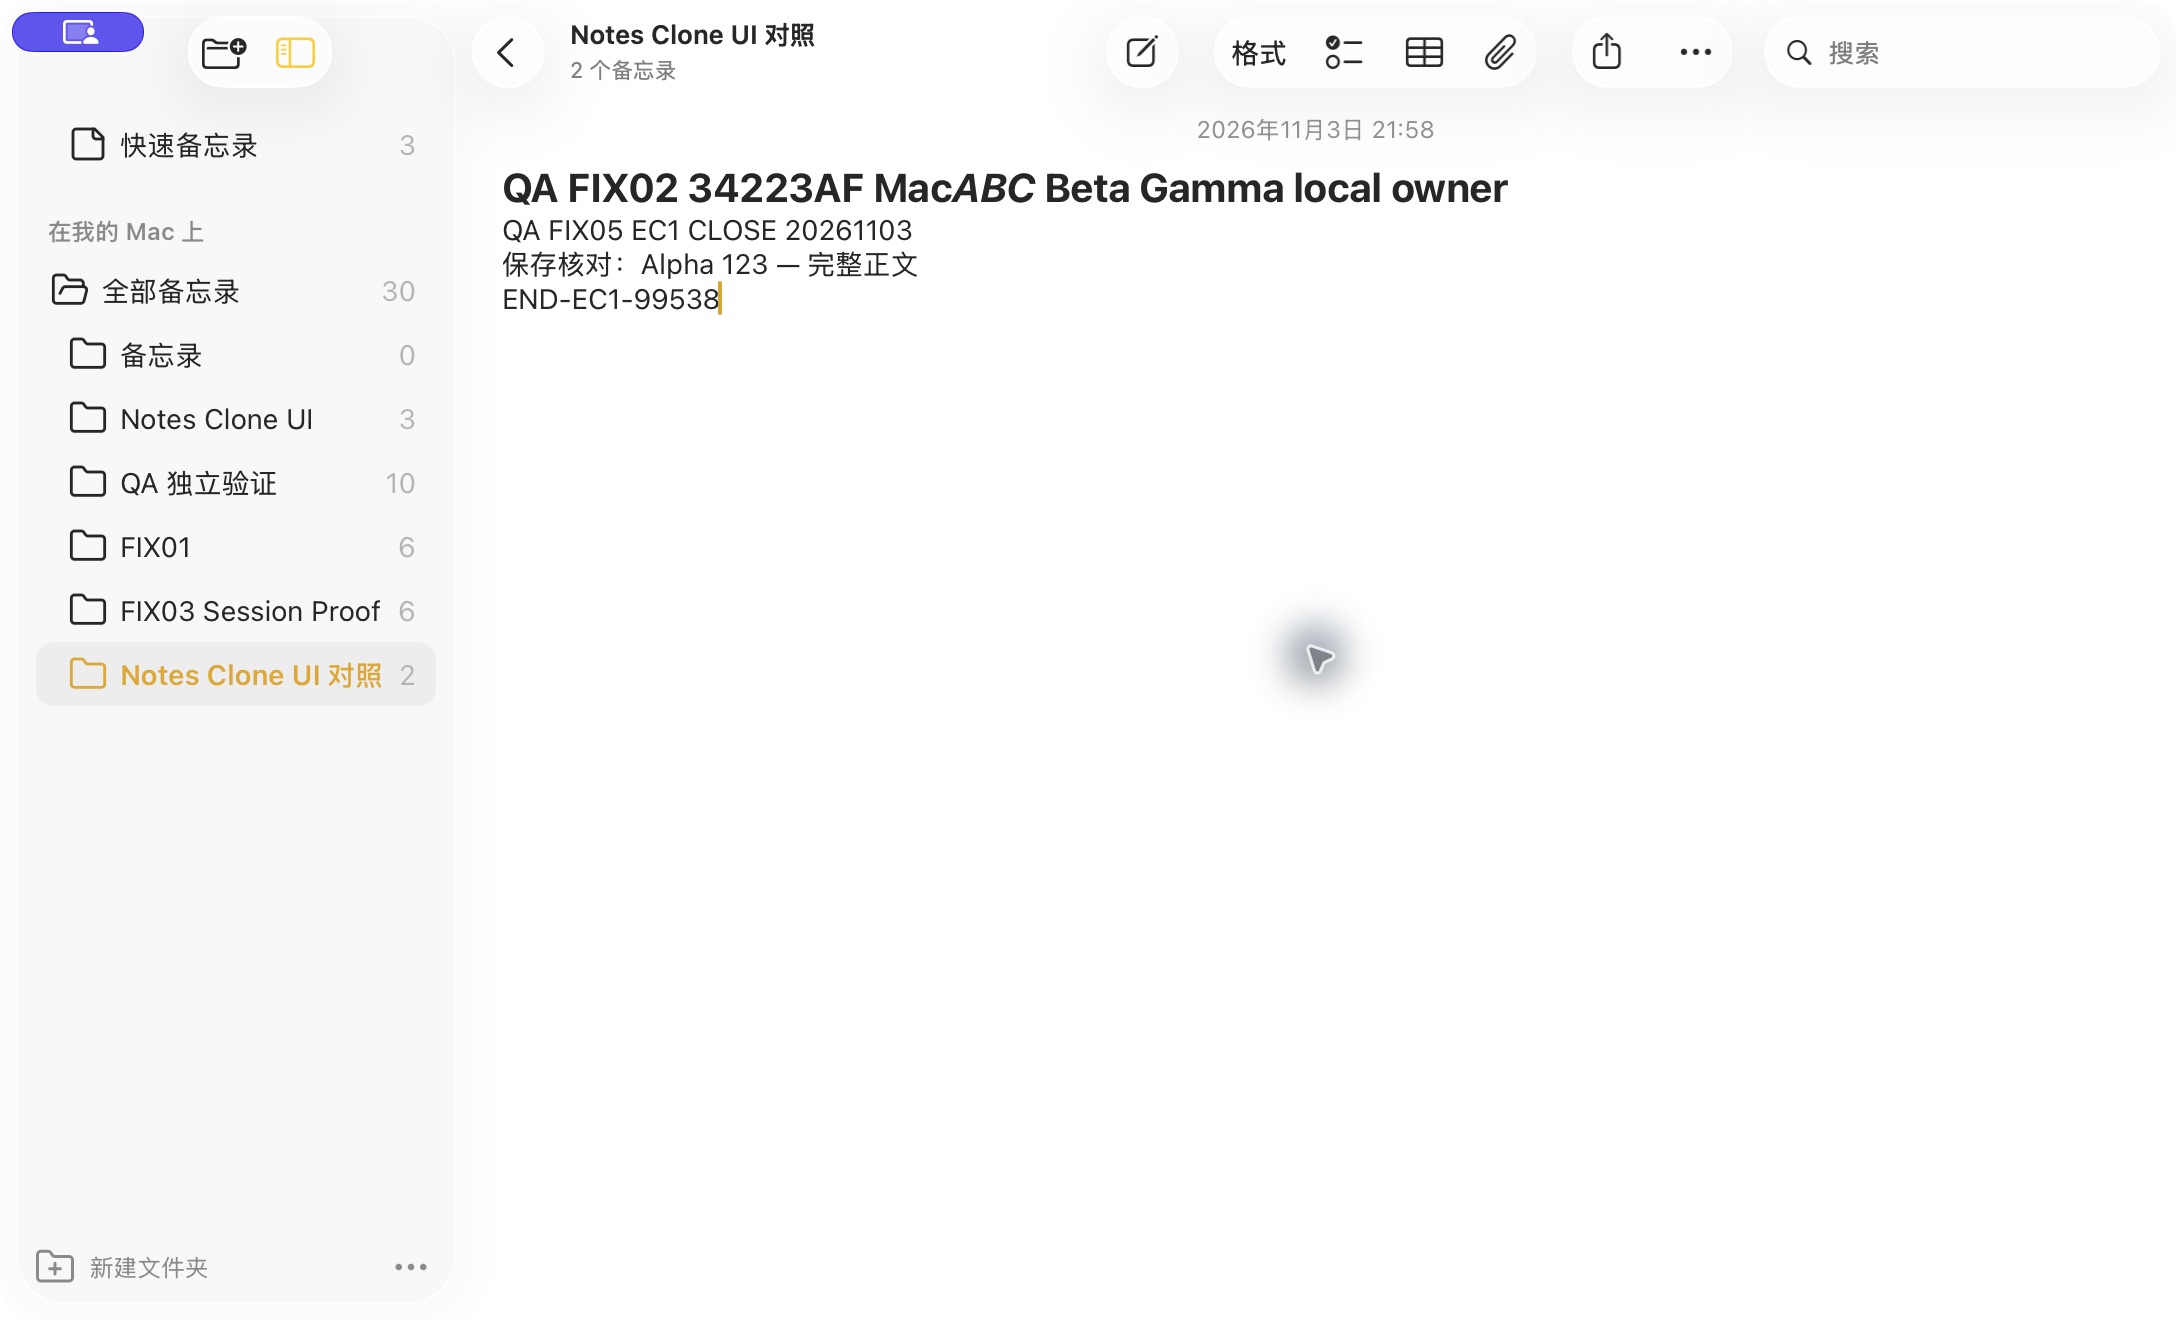 快速备忘录 3
在我的 Mac 上
全部备忘录 30
备忘录 0
Notes Clone UI 3
QA 独立验证 10
FIX01 6
FIX03 Session Proof 6
Notes Clone UI 对照 2
新建文件夹
Notes Clone UI 对照
2 个备忘录
格式
搜索
2026年11月3日 21:58
QA FIX02 34223AF MacABC Beta Gamma local owner
QA FIX05 EC1 CLOSE 20261103
保存核对：Alpha 123 — 完整正文
END-EC1-99538